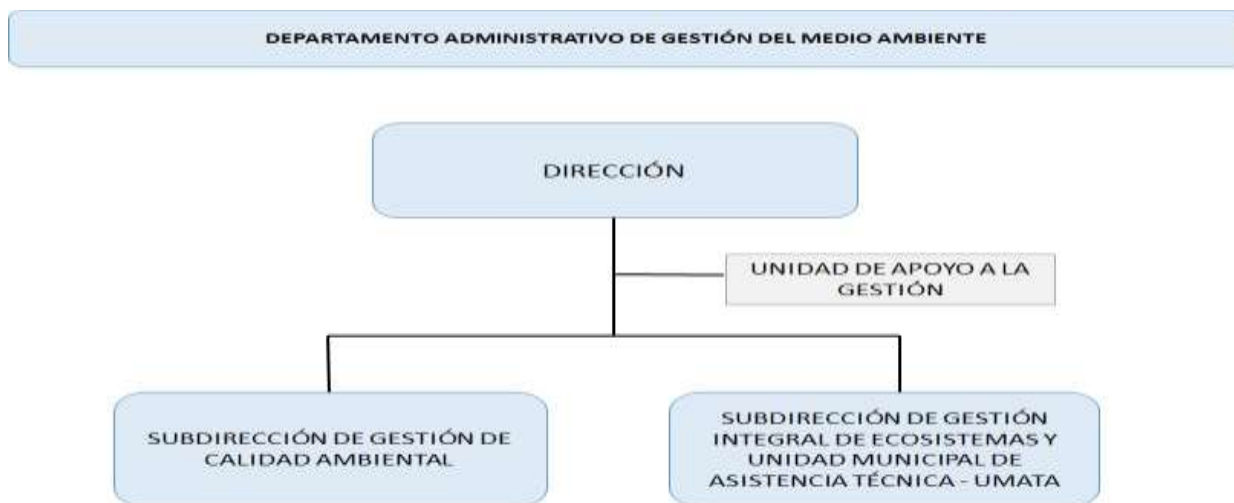 DEPARTAMENTO ADMINISTRATIVO DE GESTIÓN DEL MEDIO AMBIENTE
DIRECCIÓN
UNIDAD DE APOYO A LA
GESTIÓN
SUBDIRECCIÓN DE GESTIÓN DE
CALIDAD AMBIENTAL
SUBDIRECCIÓN DE GESTIÓN
INTEGRAL DE ECOSISTEMAS Y
UNIDAD MUNICIPAL DE
ASISTENCIA TÉCNICA - UMATA